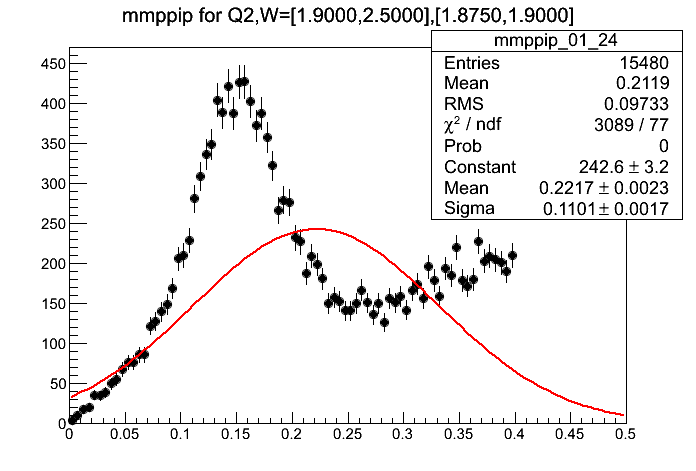 mmppip for Q2,W=[1.9000,2.5000],[1.8750,1.9000]
mmppip_01_24
Entries 15480
Mean 0.2119
RMS 0.09733
χ² / ndf 3089 / 77
Prob 0
Constant 242.6 ± 3.2
Mean 0.2217 ± 0.0023
Sigma 0.1101 ± 0.0017
450
400
350
300
250
200
150
100
50
0
0 0.05 0.1 0.15 0.2 0.25 0.3 0.35 0.4 0.45 0.5